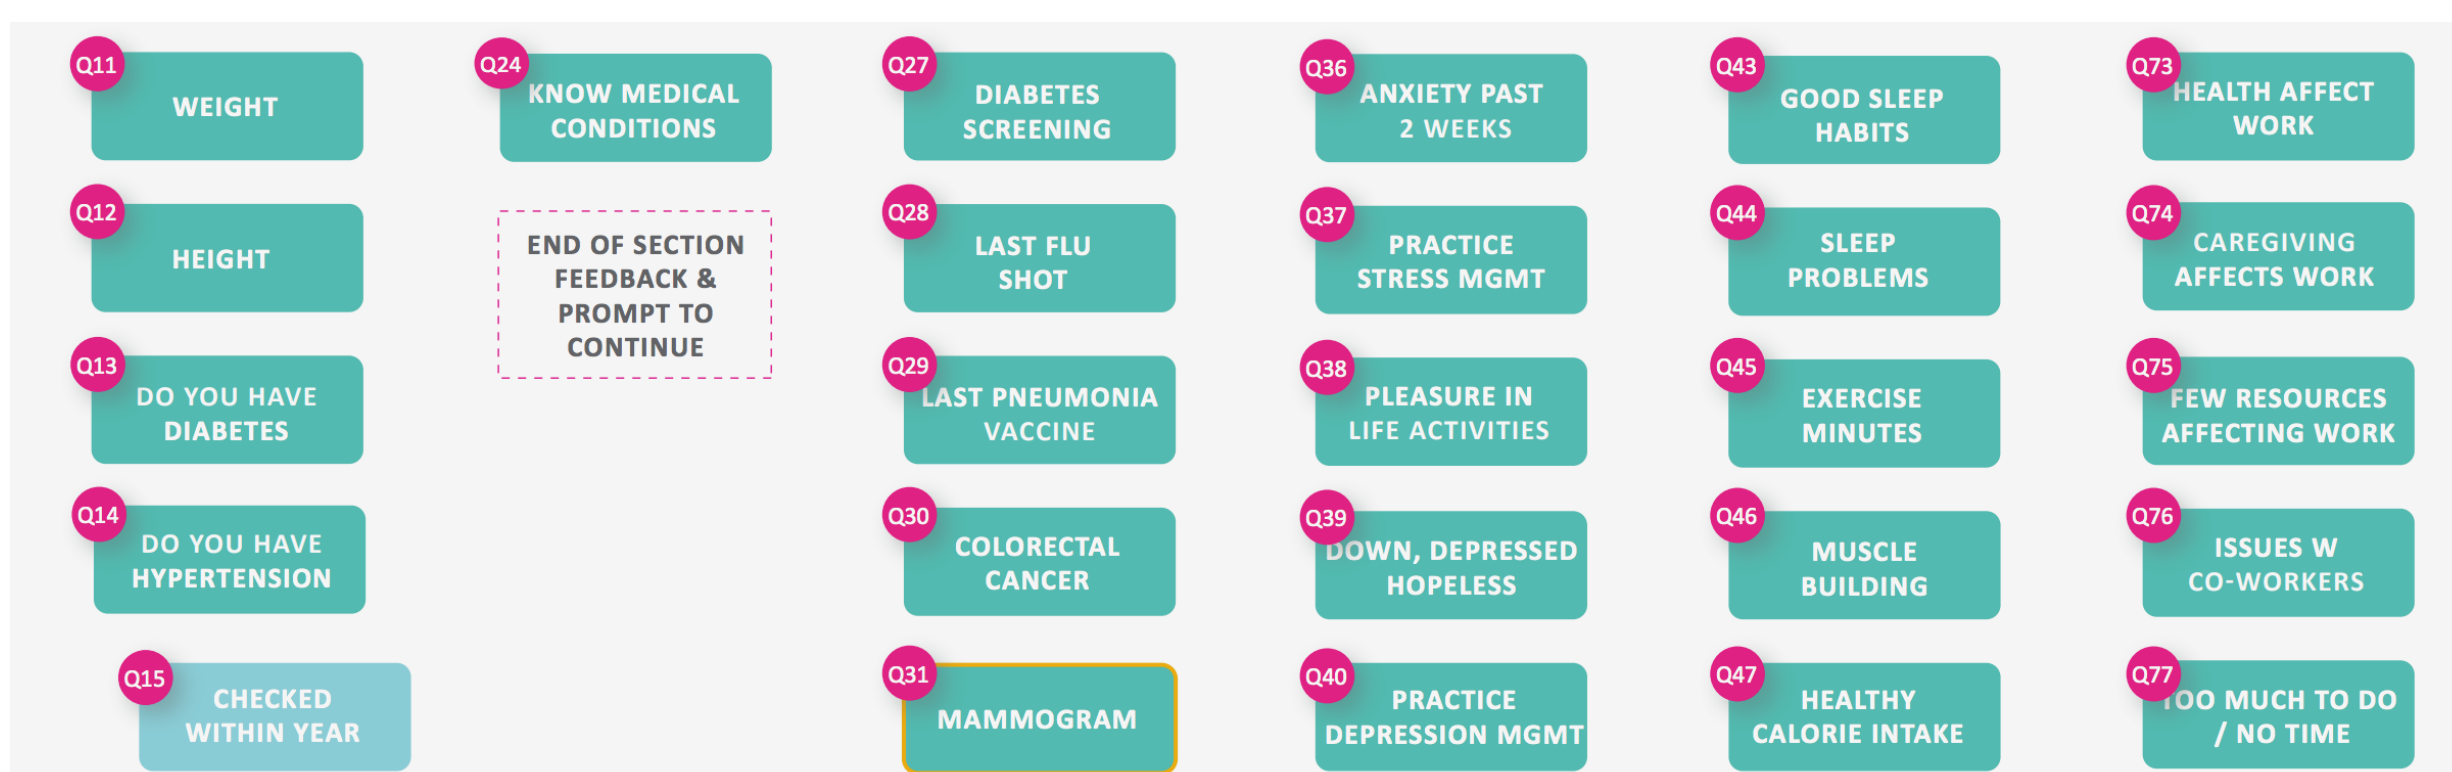 Q11
WEIGHT
Q12
HEIGHT
Q13
DO YOU HAVE
DIABETES
Q14
DO YOU HAVE
HYPERTENSION
Q15
CHECKED
WITHIN YEAR
Q24
KNOW MEDICAL
CONDITIONS
END OF SECTION
FEEDBACK &
PROMPT TO
CONTINUE
Q27
DIABETES
SCREENING
Q28
LAST FLU
SHOT
Q29
LAST PNEUMONIA
VACCINE
Q30
COLORECTAL
CANCER
Q31
MAMMOGRAM
Q36
ANXIETY PAST
2 WEEKS
Q37
PRACTICE
STRESS MGMT
Q38
PLEASURE IN
LIFE ACTIVITIES
Q39
DOWN, DEPRESSED
HOPELESS
Q40
PRACTICE
DEPRESSION MGMT
Q43
GOOD SLEEP
HABITS
Q44
SLEEP
PROBLEMS
Q45
EXERCISE
MINUTES
Q46
MUSCLE
BUILDING
Q47
HEALTHY
CALORIE INTAKE
Q73
HEALTH AFFECT
WORK
Q74
CAREGIVING
AFFECTS WORK
Q75
FEW RESOURCES
AFFECTING WORK
Q76
ISSUES W
CO-WORKERS
Q77
TOO MUCH TO DO
/ NO TIME